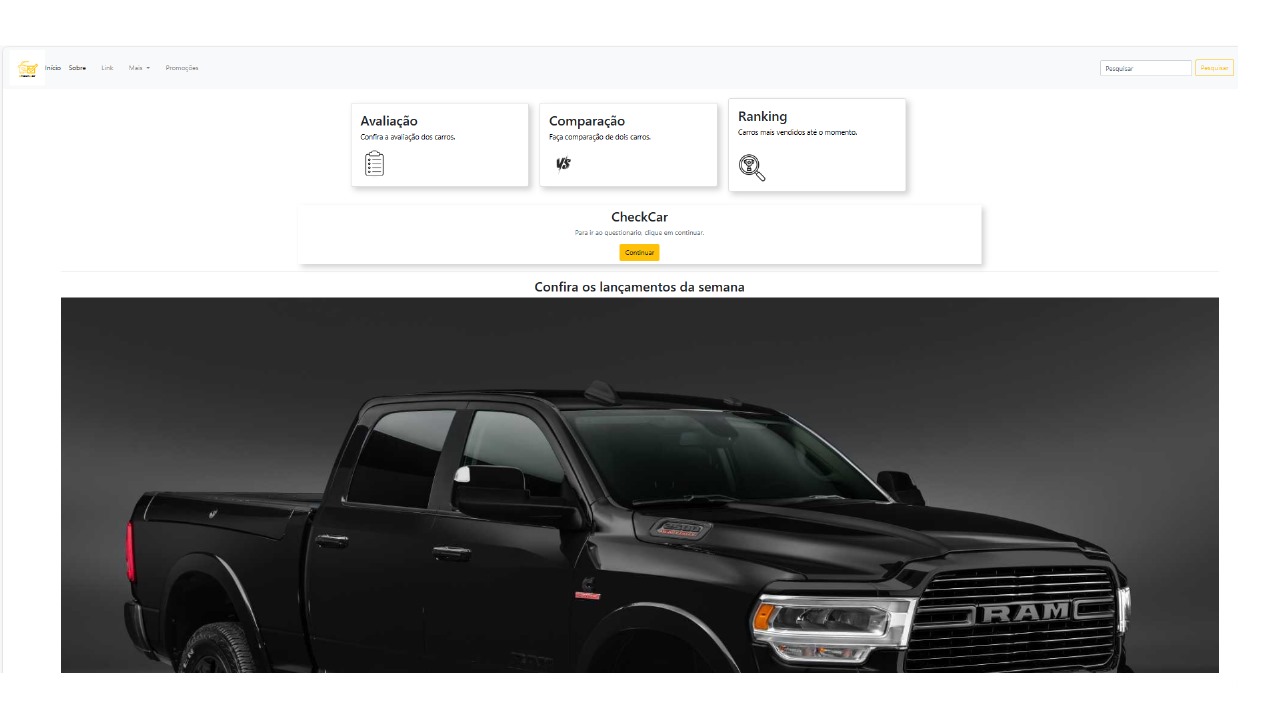 Início Sobre Link Mais Promoções Pesquisar Pesquisar
Avaliação
Confira a avaliação dos carros.
Comparação
Faça comparação de dois carros.
VS
Ranking
Carros mais vendidos até o momento.
CheckCar
Para ir ao questionario, clique em continuar.
Continuar
Confira os lançamentos da semana
RAM